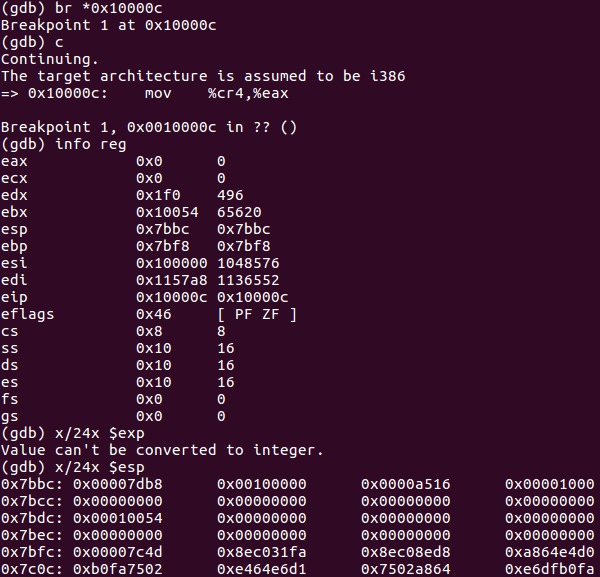 (gdb) br *0x10000c
Breakpoint 1 at 0x10000c
(gdb) c
Continuing.
The target architecture is assumed to be i386
=> 0x10000c:    mov    %cr4,%eax

Breakpoint 1, 0x0010000c in ?? ()
(gdb) info reg
eax            0x0      0
ecx            0x0      0
edx            0x1f0    496
ebx            0x10054  65620
esp            0x7bbc   0x7bbc
ebp            0x7bf8   0x7bf8
esi            0x100000 1048576
edi            0x1157a8 1136552
eip            0x10000c 0x10000c
eflags         0x46     [ PF ZF ]
cs             0x8      8
ss             0x10     16
ds             0x10     16
es             0x10     16
fs             0x0      0
gs             0x0      0
(gdb) x/24x $exp
Value can't be converted to integer.
(gdb) x/24x $esp
0x7bbc: 0x00007db8      0x00100000      0x0000a516      0x00001000
0x7bcc: 0x00000000      0x00000000      0x00000000      0x00000000
0x7bdc: 0x00010054      0x00000000      0x00000000      0x00000000
0x7bec: 0x00000000      0x00000000      0x00000000      0x00000000
0x7bfc: 0x00007c4d      0x8ec031fa      0x8ec08ed8      0xa864e4d0
0x7c0c: 0xb0fa7502      0xe464e6d1      0x7502a864      0xe6dfb0fa